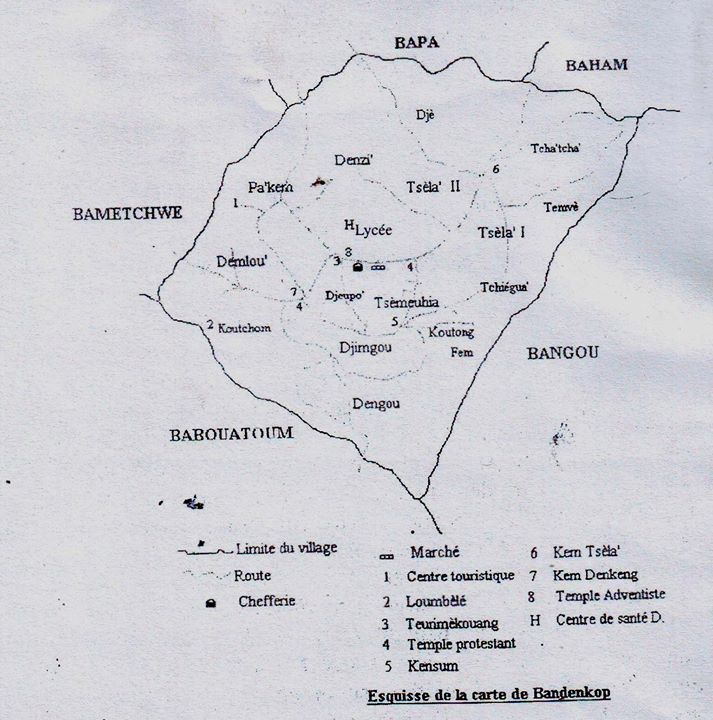 BAPA
BAHAM
Djè
Tcha'tcha'
Denzi'
6
Pa'kem
Tsèla' II
1
Temvè
BAMETCHWE
H Lycée
Tsèla' I
8
Demlou'
3
4
Tchiégua'
7
Djeupo'
4
Tsèmeuhia
5
2 Koutchom
Koutong
Djimgou
Fem
BANGOU
Dengou
BABOUATOUM
Limite du village
Route
Chefferie
Marché
1 Centre touristique
2 Loumbèlé
3 Teurimèkouang
4 Temple protestant
5 Kensum
6 Kem Tsèla'
7 Kem Denkeng
8 Temple Adventiste
H Centre de santé D.
Esquisse de la carte de Bandenkop